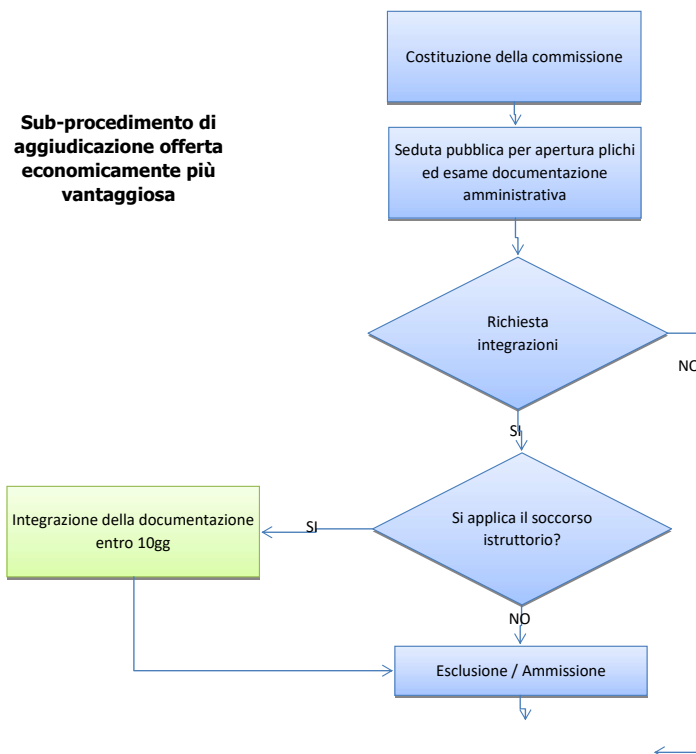 Costituzione della commissione
Sub-procedimento di
aggiudicazione offerta
economicamente più
vantaggiosa
Seduta pubblica per apertura plichi
ed esame documentazione
amministrativa
Richiesta
integrazioni
NO
SI
Si applica il soccorso
istruttorio?
SI
Integrazione della documentazione
entro 10gg
NO
Esclusione / Ammissione